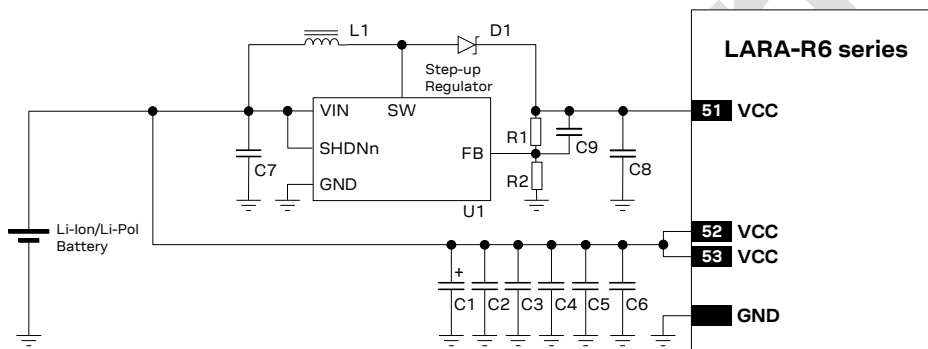 L1
D1
LARA-R6 series
Step-up
Regulator
VIN
SW
51 VCC
R1
C9
SHDNn
FB
C7
C8
R2
GND
U1
Li-Ion/Li-Pol
Battery
52 VCC
53 VCC
+
C1 C2 C3 C4 C5 C6
GND